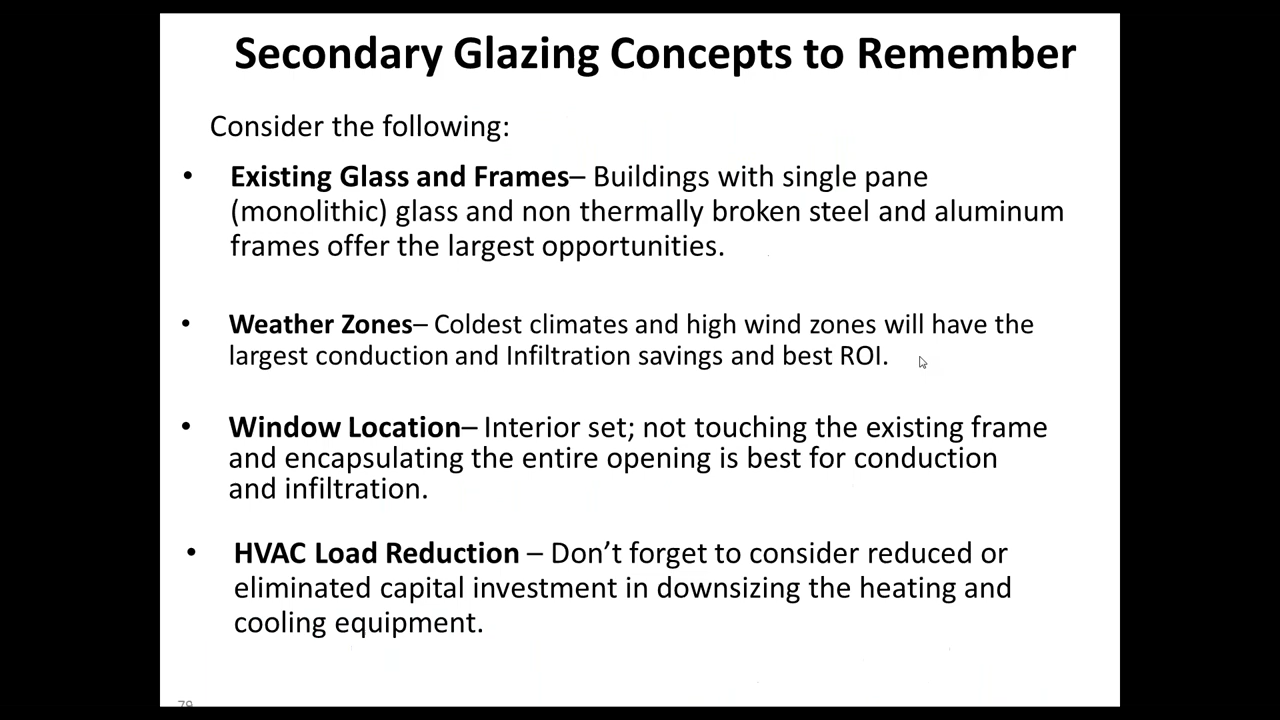 Secondary Glazing Concepts to Remember
Consider the following:
• Existing Glass and Frames– Buildings with single pane
(monolithic) glass and non thermally broken steel and aluminum
frames offer the largest opportunities.
• Weather Zones– Coldest climates and high wind zones will have the
largest conduction and Infiltration savings and best ROI.
• Window Location– Interior set; not touching the existing frame
and encapsulating the entire opening is best for conduction
and infiltration.
• HVAC Load Reduction – Don’t forget to consider reduced or
eliminated capital investment in downsizing the heating and
cooling equipment.